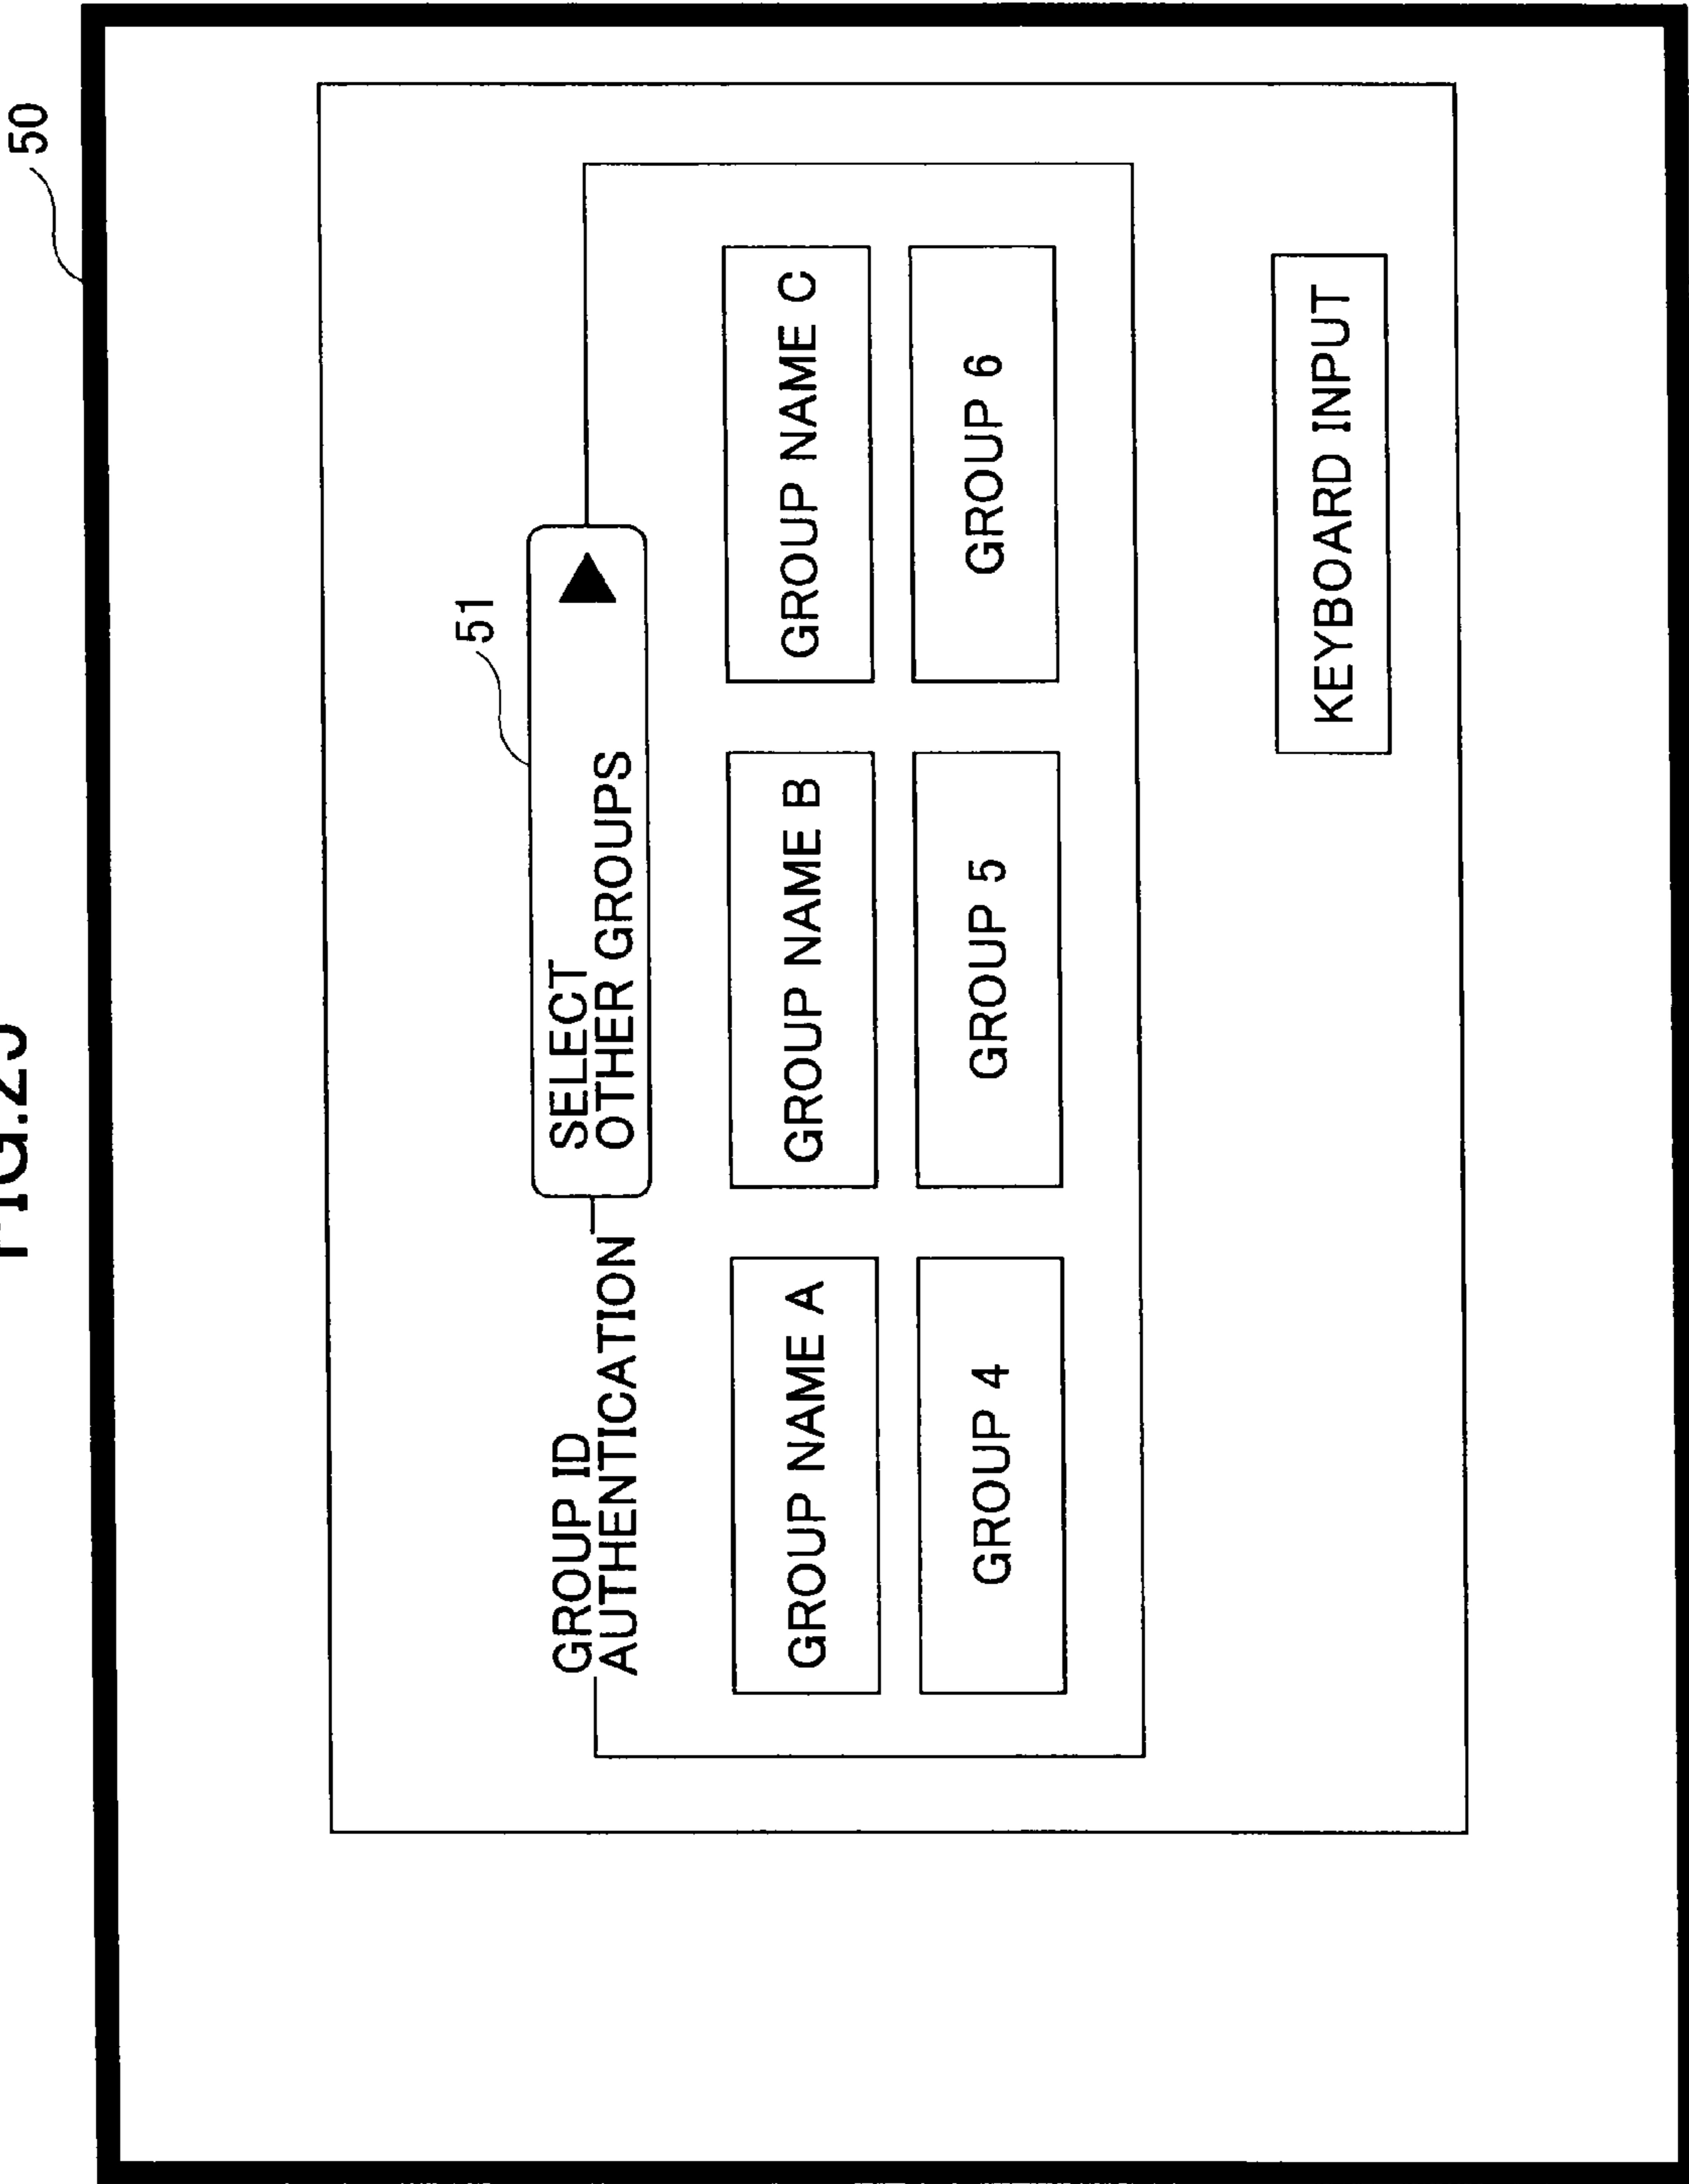 50
51
GROUP ID
AUTHENTICATION
SELECT
OTHER GROUPS
GROUP NAME A
GROUP NAME B
GROUP NAME C
GROUP 4
GROUP 5
GROUP 6
KEYBOARD INPUT